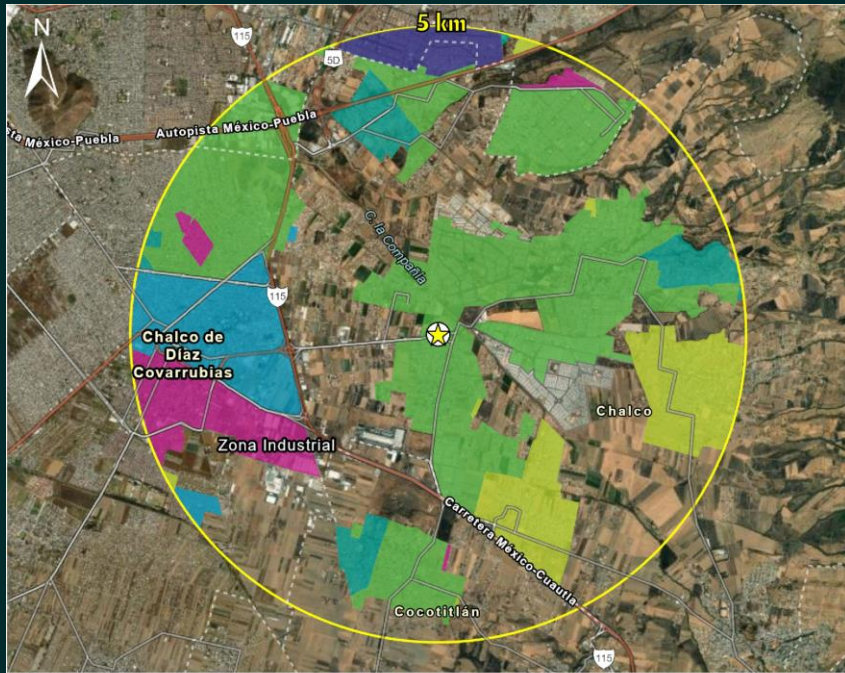 5 km
N
115
5D
sta México-Puebla
Autopista México-Puebla
C. la Compañía
115
Chalco de
Díaz
Covarrubias
Chalco
Zona Industrial
Carretera México-Cuautla
Cocotitlán
115